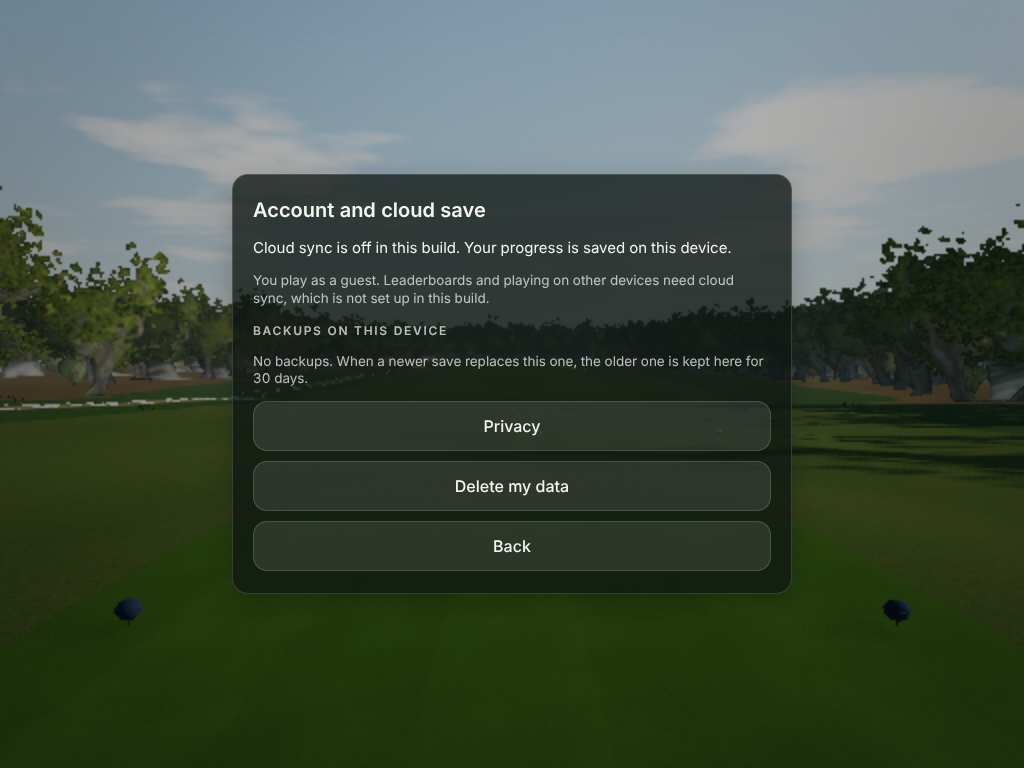 Account and cloud save
Cloud sync is off in this build. Your progress is saved on this device.
You play as a guest. Leaderboards and playing on other devices need cloud
sync, which is not set up in this build.
BACKUPS ON THIS DEVICE
No backups. When a newer save replaces this one, the older one is kept here for
30 days.
Privacy
Delete my data
Back